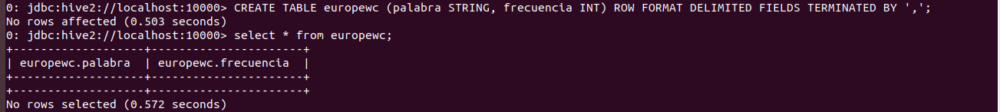 0: jdbc:hive2://localhost:10000> CREATE TABLE europewc (palabra STRING, frecuencia INT) ROW FORMAT DELIMITED FIELDS TERMINATED BY ',';
No rows affected (0.503 seconds)
0: jdbc:hive2://localhost:10000> select * from europewc;
+-------------------+----------------------+
| europewc.palabra  | europewc.frecuencia  |
+-------------------+----------------------+
+-------------------+----------------------+
No rows selected (0.572 seconds)